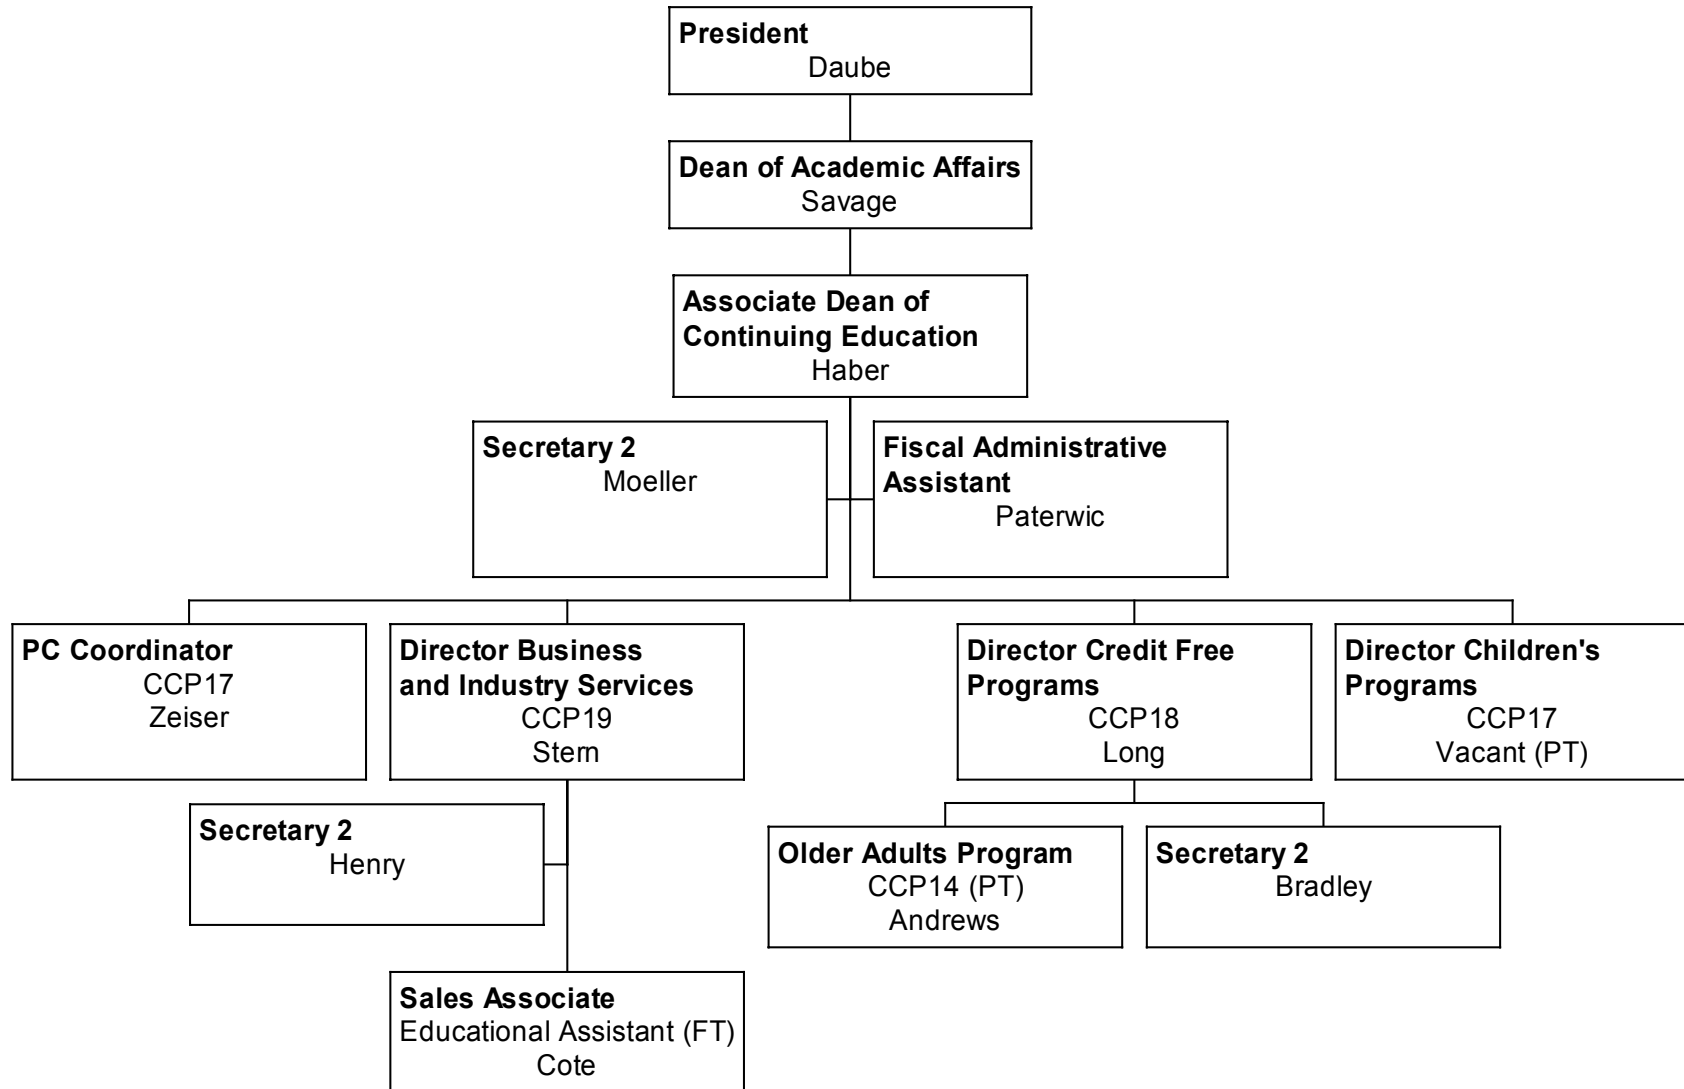 President
Daube
Dean of Academic Affairs
Savage
Associate Dean of
Continuing Education
Haber
Secretary 2
Moeller
Fiscal Administrative
Assistant
Paterwic
PC Coordinator
CCP17
Zeiser
Director Business
and Industry Services
CCP19
Stern
Director Credit Free
Programs
CCP18
Long
Director Children's
Programs
CCP17
Vacant (PT)
Secretary 2
Henry
Older Adults Program
CCP14 (PT)
Andrews
Secretary 2
Bradley
Sales Associate
Educational Assistant (FT)
Cote